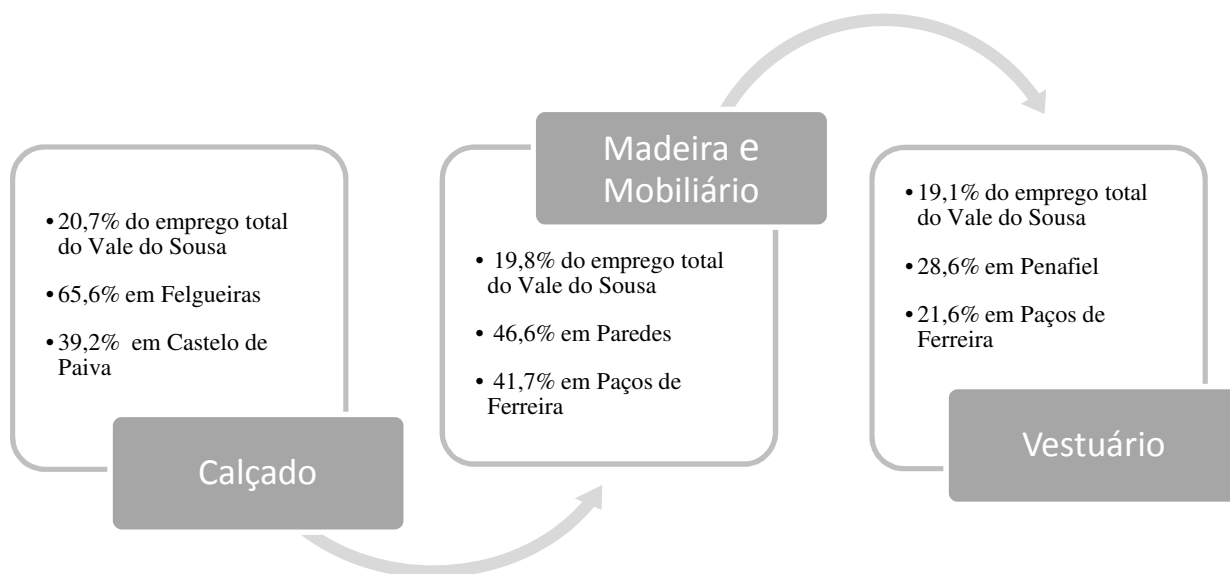 • 20,7% do emprego total
do Vale do Sousa
• 65,6% em Felgueiras
• 39,2% em Castelo de
Paiva
Calçado
Madeira e
Mobiliário
• 19,8% do emprego total
do Vale do Sousa
• 46,6% em Paredes
• 41,7% em Paços de
Ferreira
• 19,1% do emprego total
do Vale do Sousa
• 28,6% em Penafiel
• 21,6% em Paços de
Ferreira
Vestuário